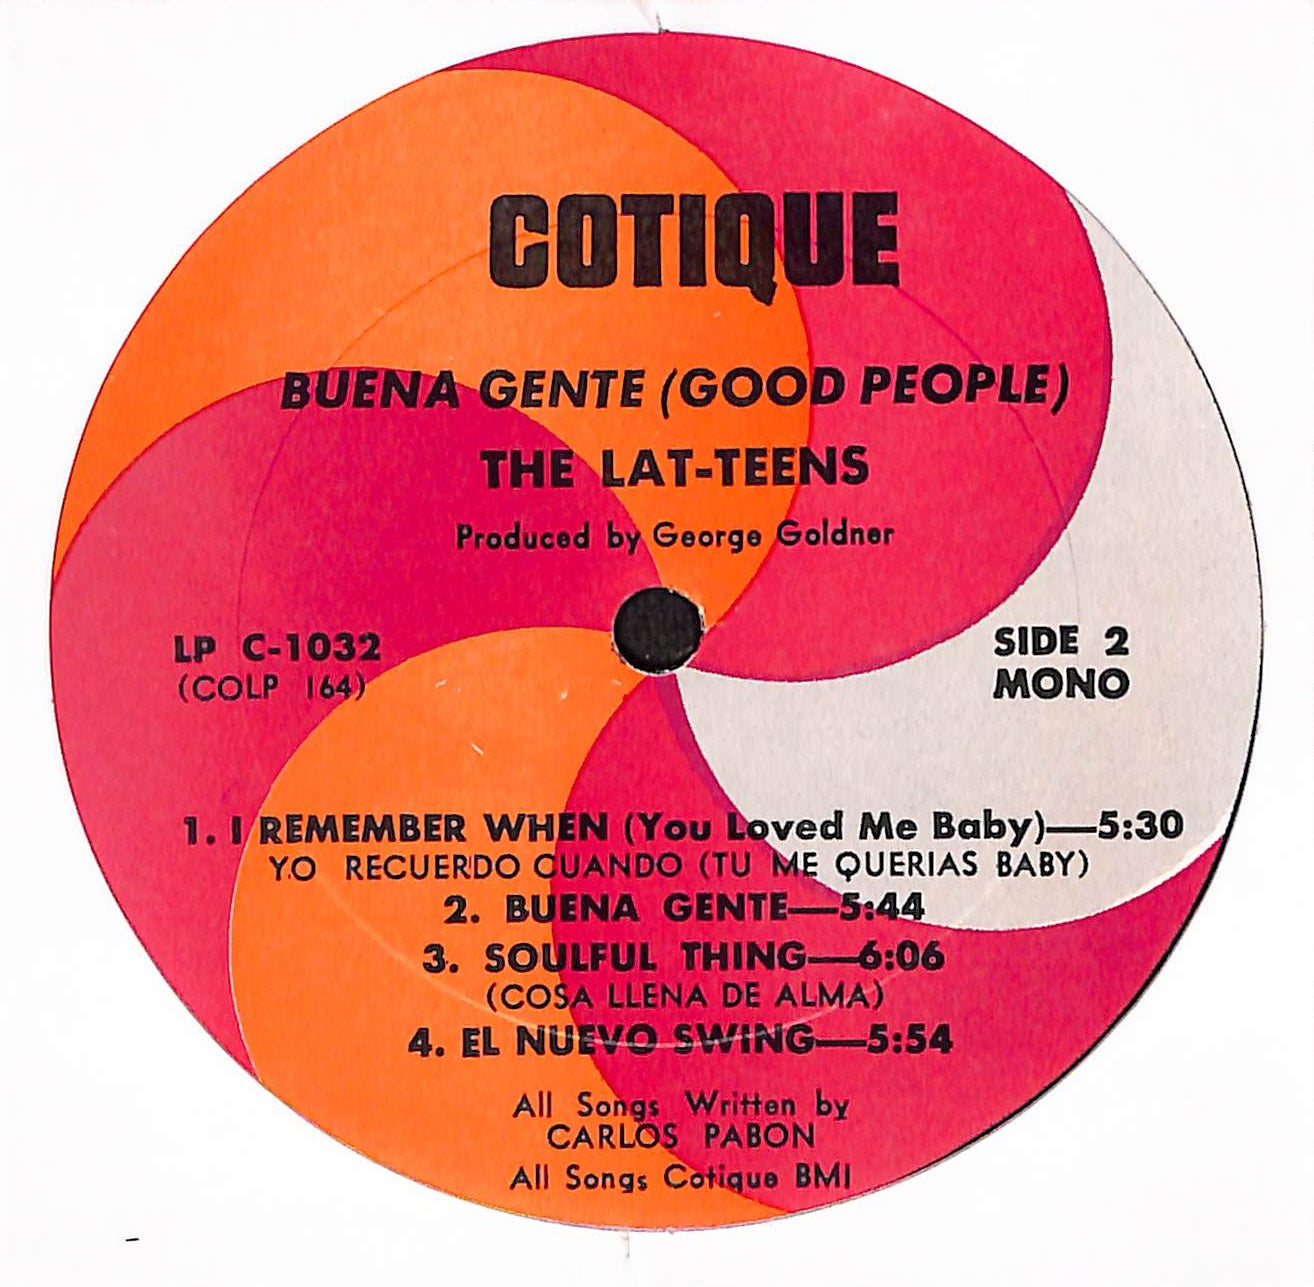 COTIQUE
BUENA GENTE (GOOD PEOPLE)
THE LAT-TEENS
Produced by George Goldner
LP C-1032
(COLP 164)
SIDE 2
MONO
1. I REMEMBER WHEN (You Loved Me Baby)—5:30
YO RECUERDO CUANDO (TU ME QUERIAS BABY)
2. BUENA GENTE—5:44
3. SOULFUL THING—6:06
(COSA LLENA DE ALMA)
4. EL NUEVO SWING—5:54
All Songs Written by
CARLOS PABON
All Songs Cotique BMI